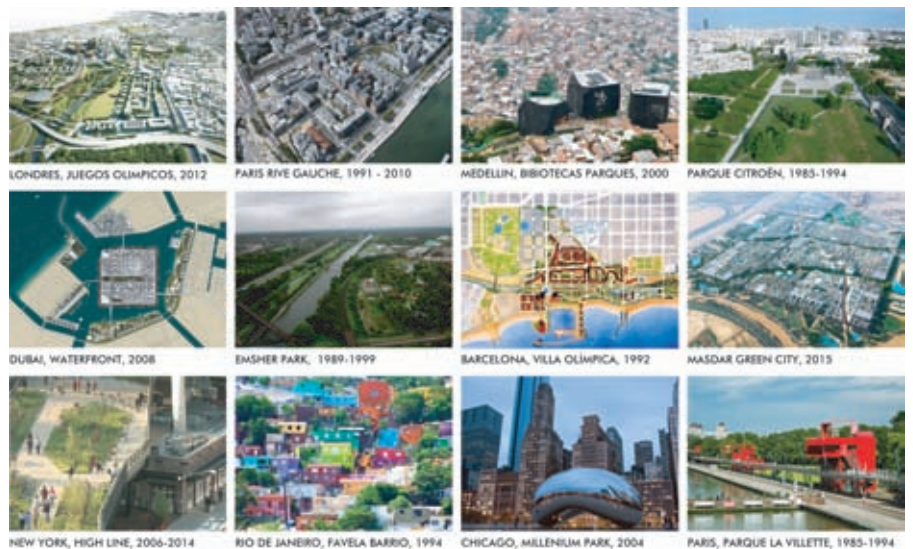 LONDRES, JUEGOS OLIMPICOS, 2012
PARIS RIVE GAUCHE, 1991 - 2010
MEDELLIN, BIBIOTECAS PARQUES, 2000
PARQUE CITROËN, 1985-1994
DUBAI, WATERFRONT, 2008
EMSHER PARK, 1989-1999
BARCELONA, VILLA OLÍMPICA, 1992
MASDAR GREEN CITY, 2015
NEW YORK, HIGH LINE, 2006-2014
RIO DE JANEIRO, FAVELA BARRIO, 1994
CHICAGO, MILLENIUM PARK, 2004
PARIS, PARQUE LA VILLETTE, 1985-1994